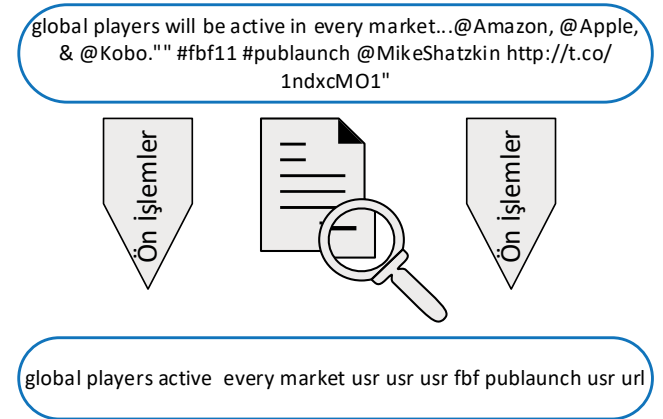 global players will be active in every market...@Amazon, @Apple,
& @Kobo."" #fbf11 #publaunch @MikeShatzkin http://t.co/
1ndxcMO1"
Ön işlemler
Ön işlemler
global players active  every market usr usr usr fbf publaunch usr url